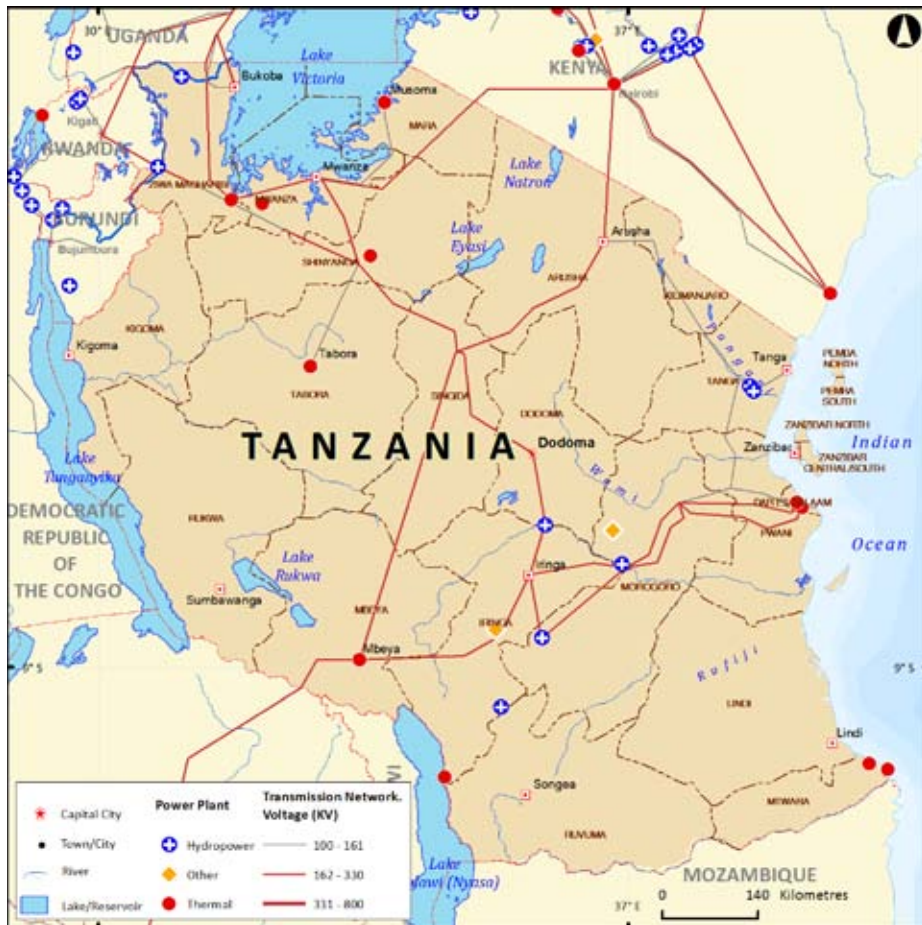 30° E
37° E
UGANDA
Lake
Victoria
Bukoba
Musoma
KENYA
Nairobi
Kigali
RWANDA
MARA
Mwanza
MWANZA
Lake
Natron
BURUNDI
Bujumbura
Lake
Eyasi
Arusha
SHINYANGA
ARUSHA
KILIMANJARO
KIGOMA
Kigoma
Tabora
TABORA
SINGIDA
DODOMA
Tanga
TANGA
PEMBA
NORTH
PEMBA
SOUTH
TANZANIA
Dodoma
Zanzibar
ZANZIBAR NORTH
ZANZIBAR
CENTRAL/SOUTH
Indian
Ocean
Lake
Tanganyika
Wami
PWANI
DEMOCRATIC
REPUBLIC
OF
THE CONGO
RUKWA
Lake
Rukwa
Sumbawanga
MBEYA
Iringa
IRINGA
MOROGORO
Mbeya
9° S
9° S
Rufiji
LINDI
Lindi
Songea
RUVUMA
MTWARA
Lake
MOZAMBIQUE
37° E
0 140 Kilometres
Capital City
Town/City
River
Lake/Reservoir
Power Plant
Hydropower
Other
Thermal
Transmission Network.
Voltage (KV)
100 - 161
162 - 330
331 - 800